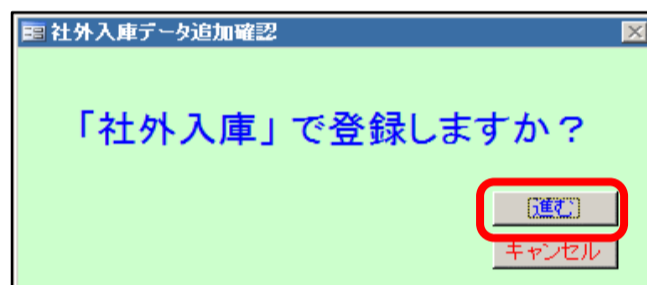 社外入庫データ追加確認
「社外入庫」で登録しますか？
進む
キャンセル